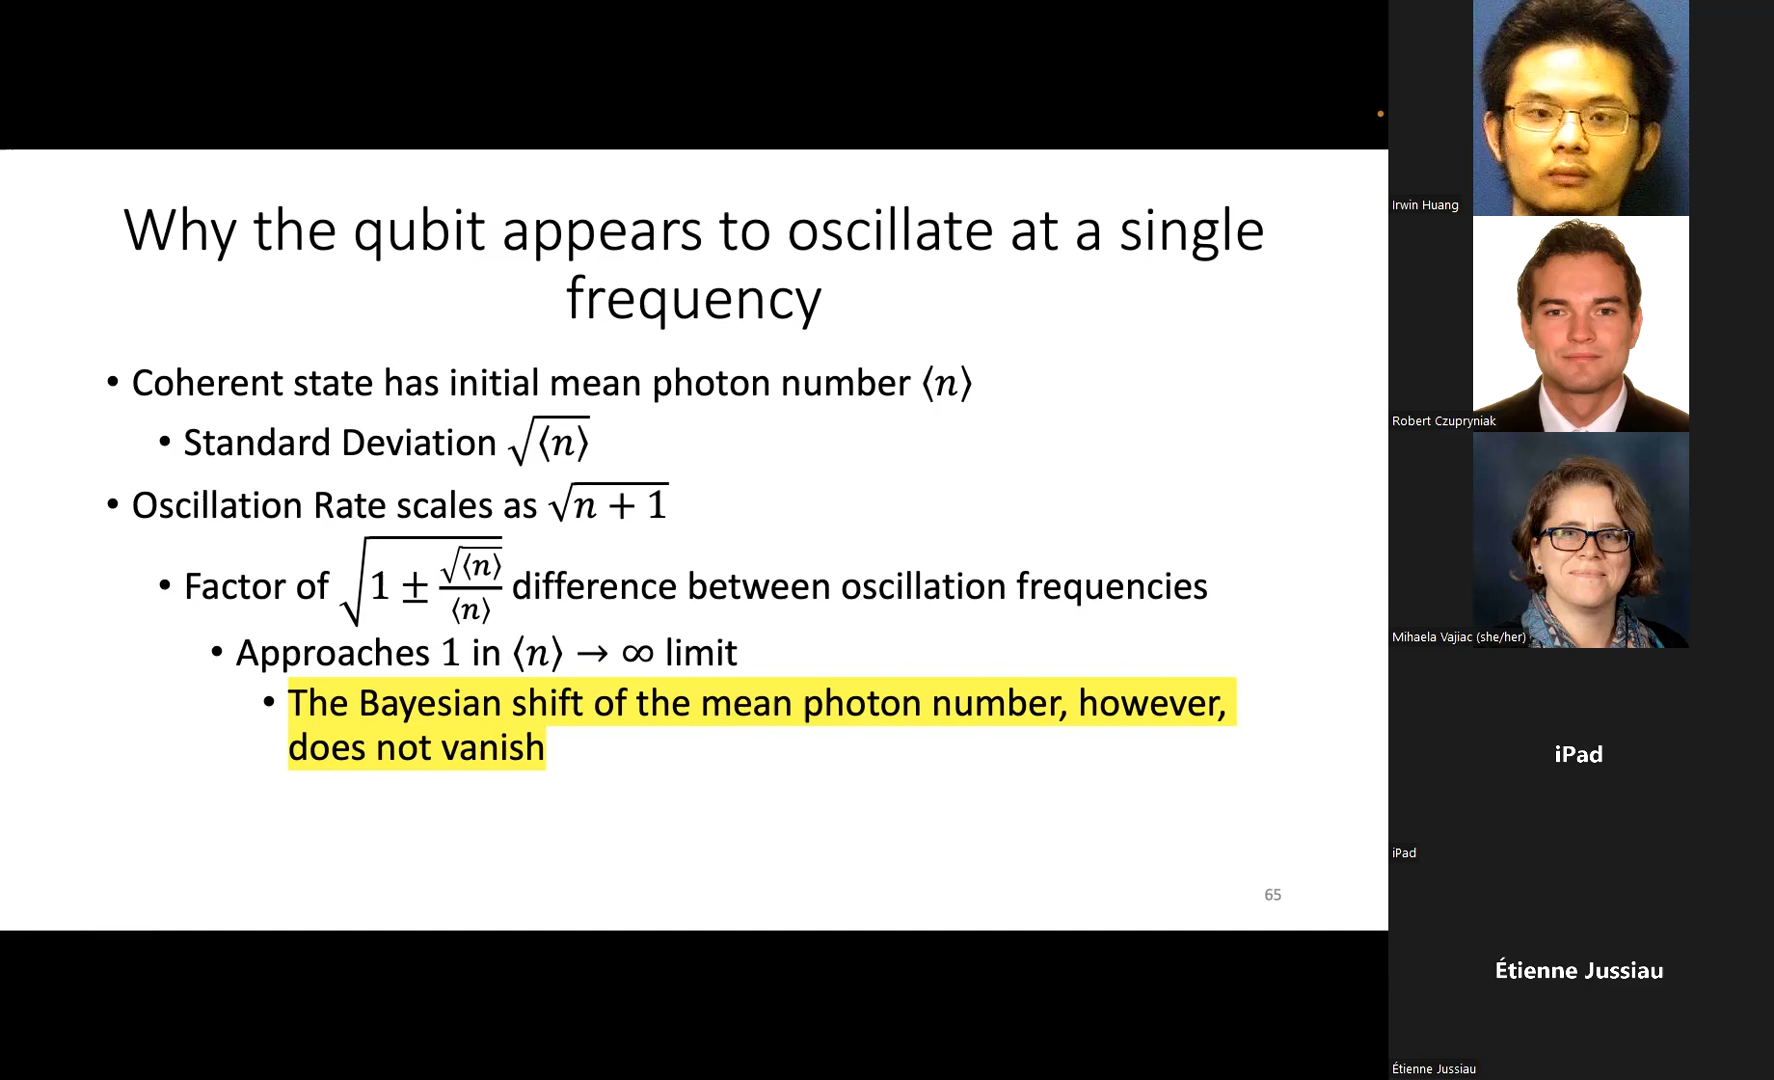 Why the qubit appears to oscillate at a single
frequency
• Coherent state has initial mean photon number ⟨n⟩
• Standard Deviation √⟨n⟩
• Oscillation Rate scales as √(n + 1)
• Factor of √(1 ± √⟨n⟩/⟨n⟩) difference between oscillation frequencies
• Approaches 1 in ⟨n⟩ → ∞ limit
• The Bayesian shift of the mean photon number, however,
does not vanish
65
Irwin Huang
Robert Czupryniak
Mihaela Vajiac (she/her)
iPad
iPad
Étienne Jussiau
Étienne Jussiau